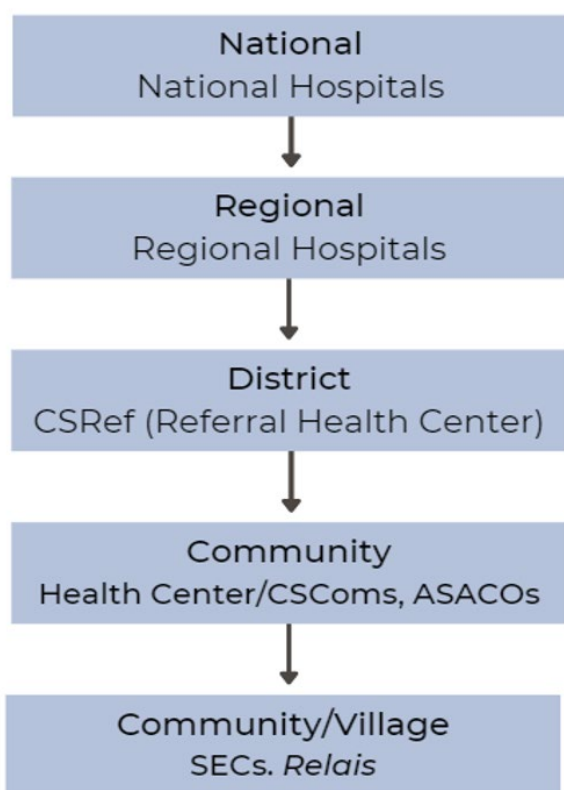 National
National Hospitals
Regional
Regional Hospitals
District
CSRef (Referral Health Center)
Community
Health Center/CSComs, ASACOs
Community/Village
SECs. Relais